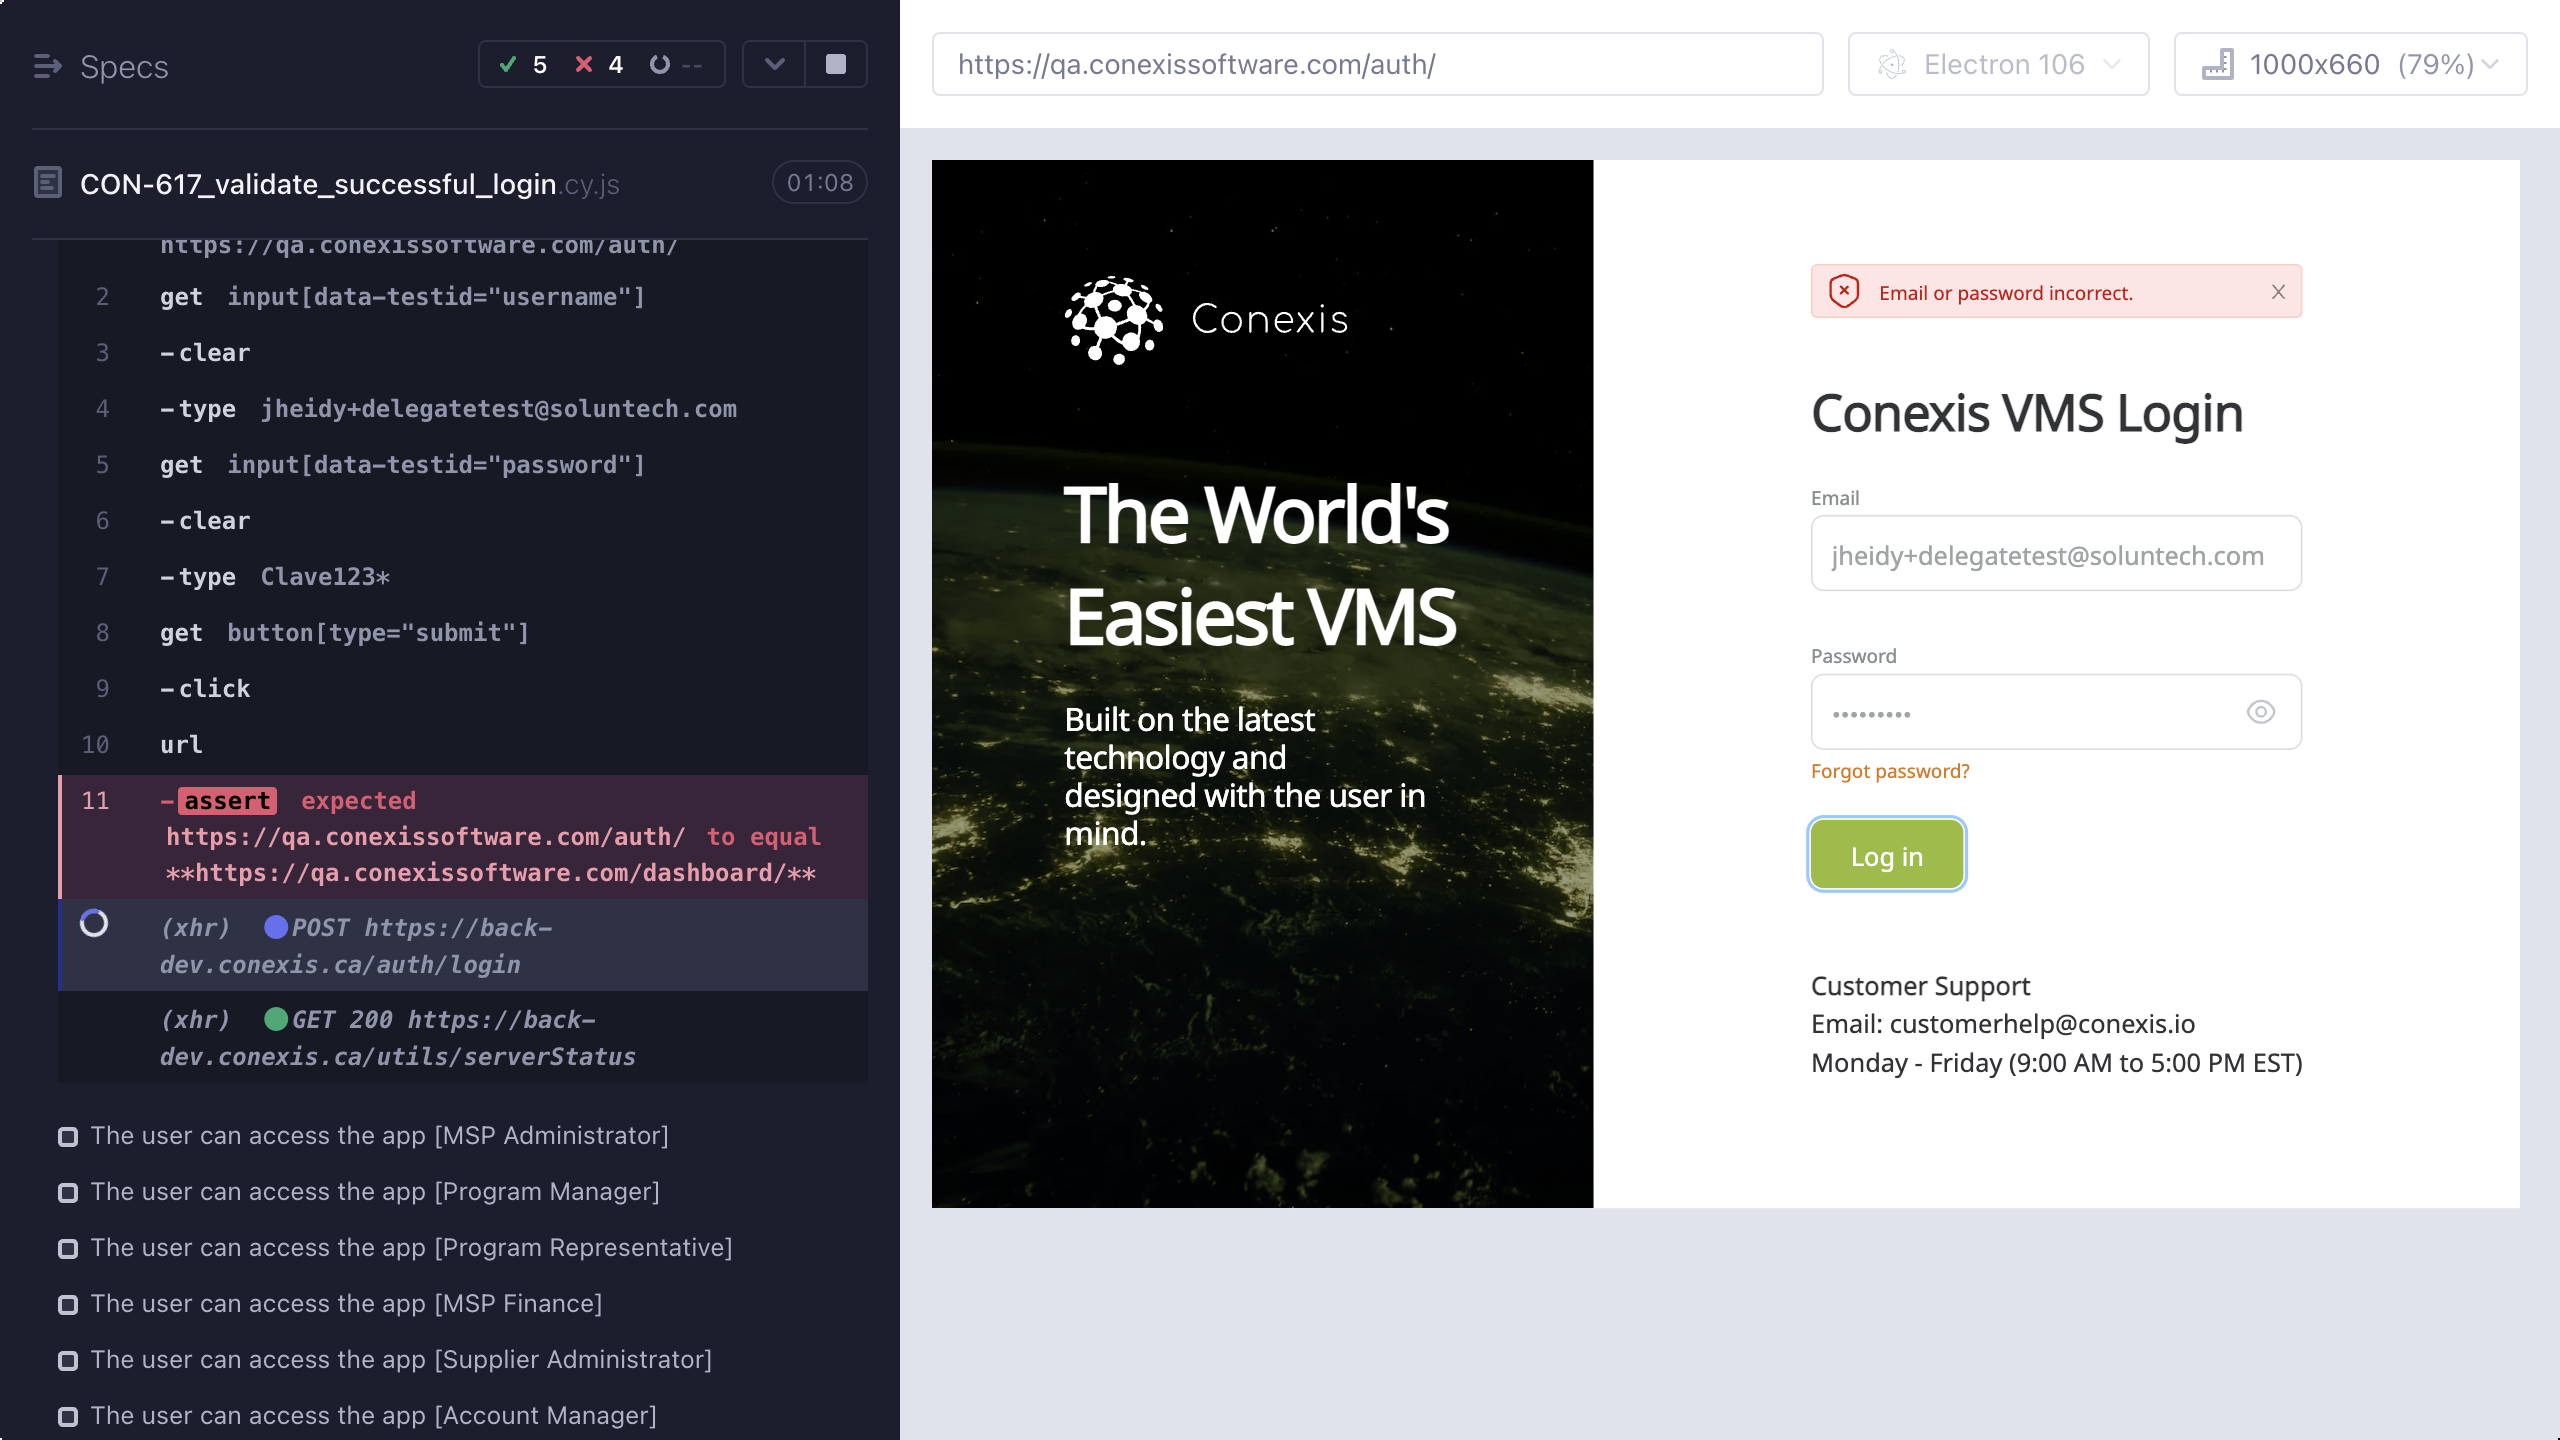 Specs
5 4 --
CON-617_validate_successful_login.cy.js 01:08
https://qa.conexissoftware.com/auth/
2 get input[data-testid="username"]
3 -clear
4 -type jheidy+delegatetest@soluntech.com
5 get input[data-testid="password"]
6 -clear
7 -type Clave123*
8 get button[type="submit"]
9 -click
10 url
11 -assert expected
https://qa.conexissoftware.com/auth/ to equal
**https://qa.conexissoftware.com/dashboard/**
(xhr) POST https://back-
dev.conexis.ca/auth/login
(xhr) GET 200 https://back-
dev.conexis.ca/utils/serverStatus
The user can access the app [MSP Administrator]
The user can access the app [Program Manager]
The user can access the app [Program Representative]
The user can access the app [MSP Finance]
The user can access the app [Supplier Administrator]
The user can access the app [Account Manager]
https://qa.conexissoftware.com/auth/
Electron 106
1000x660 (79%)
Conexis
The World's
Easiest VMS
Built on the latest
technology and
designed with the user in
mind.
Email or password incorrect.
Conexis VMS Login
Email
jheidy+delegatetest@soluntech.com
Password
•••••••••
Forgot password?
Log in
Customer Support
Email: customerhelp@conexis.io
Monday - Friday (9:00 AM to 5:00 PM EST)